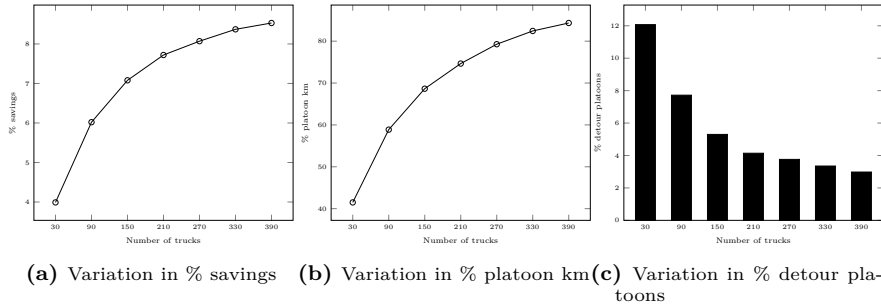 8
7
6
5
4
% savings
30 90 150 210 270 330 390
Number of trucks
(a) Variation in % savings
80
70
60
50
40
% platoon km
30 90 150 210 270 330 390
Number of trucks
(b) Variation in % platoon km
12
10
8
6
4
2
0
% detour platoons
30 90 150 210 270 330 390
Number of trucks
(c) Variation in % detour pla-
toons